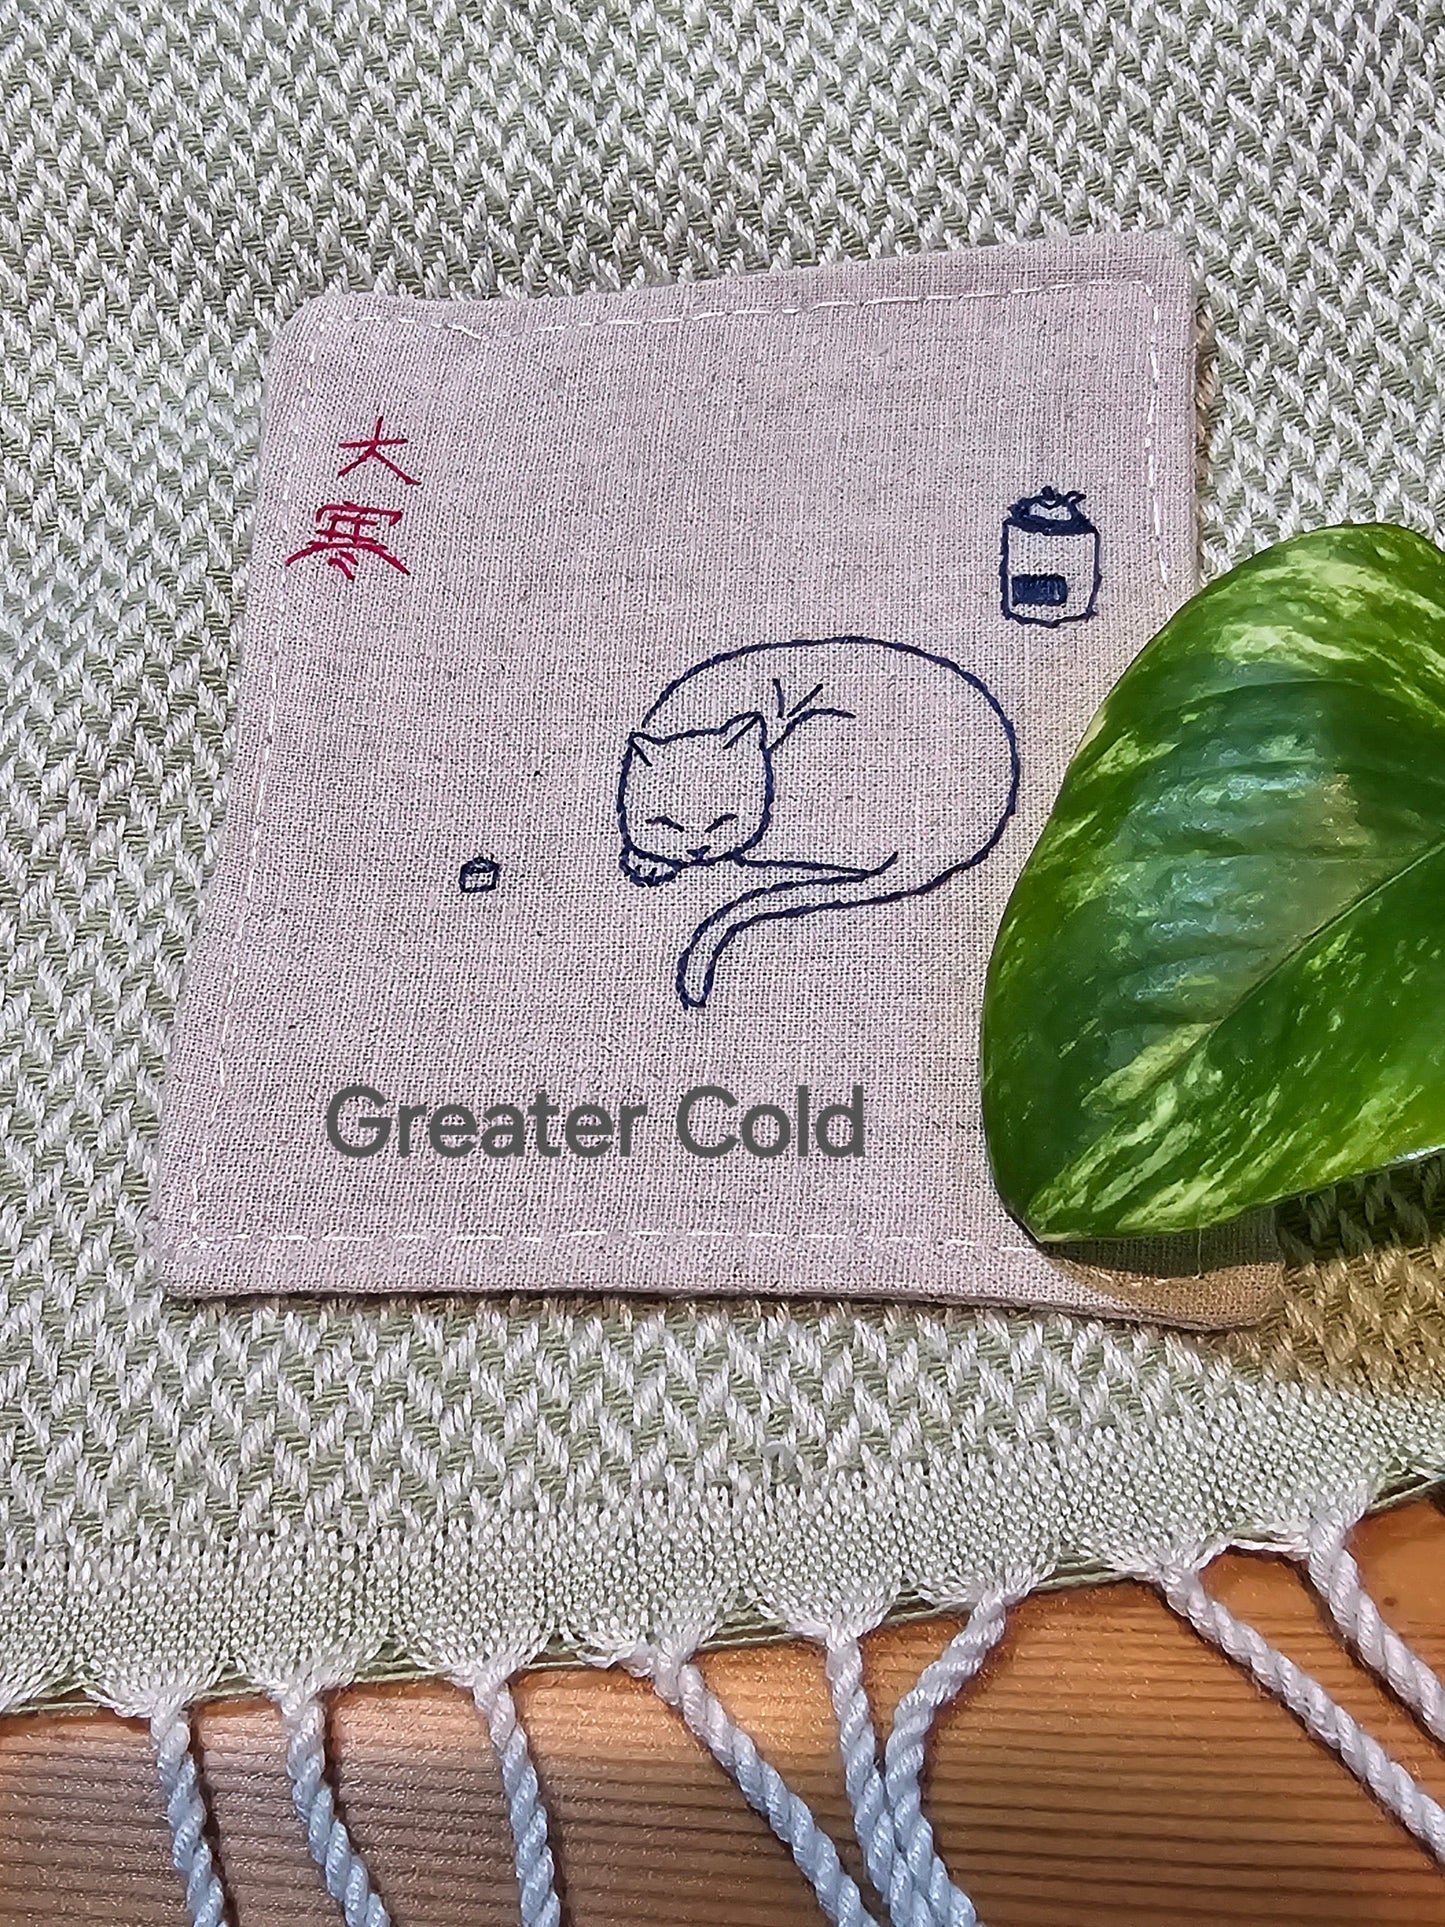 大
寒
Greater Cold